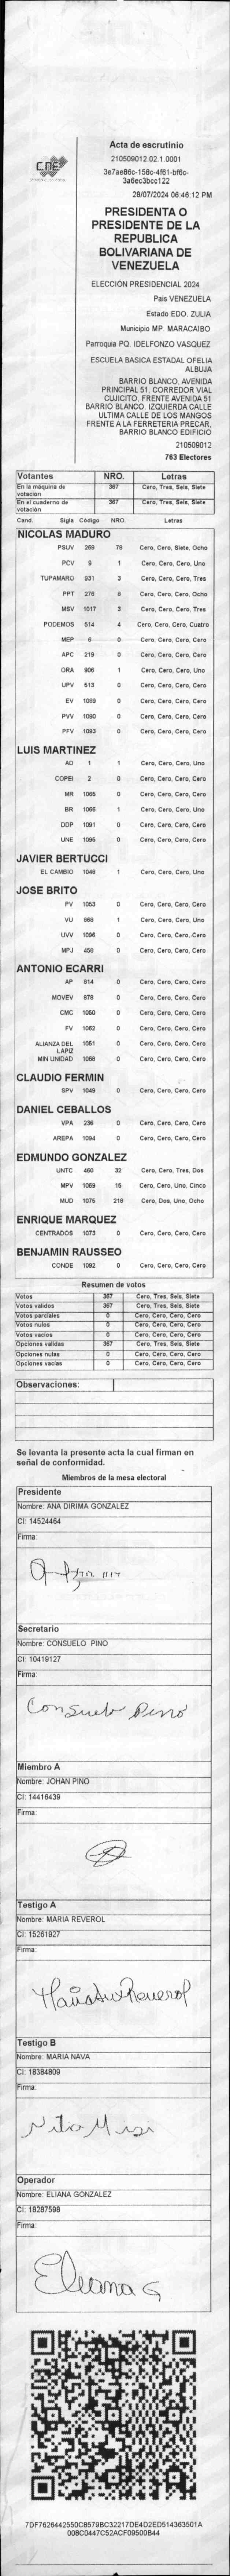 CNE
Acta de escrutinio
210509012.02.1.0001
3e7ae86c-158c-4f61-bf6c-
3a6ec3bcc122
28/07/2024 06:46:12 PM
PRESIDENTA O
PRESIDENTE DE LA
REPUBLICA
BOLIVARIANA DE
VENEZUELA
ELECCIÓN PRESIDENCIAL 2024
País VENEZUELA
Estado EDO. ZULIA
Municipio MP. MARACAIBO
Parroquia PQ. IDELFONZO VASQUEZ
ESCUELA BASICA ESTADAL OFELIA
ALBUJA
BARRIO BLANCO. AVENIDA
PRINCIPAL 51. CORREDOR VIAL
CUJICITO. FRENTE AVENIDA 51
BARRIO BLANCO. IZQUIERDA CALLE
ULTIMA CALLE DE LOS MANGOS
FRENTE A LA FERRETERIA PRECAR.
BARRIO BLANCO EDIFICIO
210509012
763 Electores
Votantes NRO. Letras
En la máquina de votación 367 Cero, Tres, Seis, Siete
En el cuaderno de votación 367 Cero, Tres, Seis, Siete
Cand. Sigla Código NRO. Letras
NICOLAS MADURO
PSUV 269 78 Cero, Cero, Siete, Ocho
PCV 9 1 Cero, Cero, Cero, Uno
TUPAMARO 931 3 Cero, Cero, Cero, Tres
PPT 276 8 Cero, Cero, Cero, Ocho
MSV 1017 3 Cero, Cero, Cero, Tres
PODEMOS 514 4 Cero, Cero, Cero, Cuatro
MEP 6 0 Cero, Cero, Cero, Cero
APC 219 0 Cero, Cero, Cero, Cero
ORA 906 1 Cero, Cero, Cero, Uno
UPV 613 0 Cero, Cero, Cero, Cero
EV 1089 0 Cero, Cero, Cero, Cero
PVV 1090 0 Cero, Cero, Cero, Cero
PFV 1093 0 Cero, Cero, Cero, Cero
LUIS MARTINEZ
AD 1 1 Cero, Cero, Cero, Uno
COPEI 2 0 Cero, Cero, Cero, Cero
MR 1065 0 Cero, Cero, Cero, Cero
BR 1066 1 Cero, Cero, Cero, Uno
DDP 1091 0 Cero, Cero, Cero, Cero
UNE 1095 0 Cero, Cero, Cero, Cero
JAVIER BERTUCCI
EL CAMBIO 1048 1 Cero, Cero, Cero, Uno
JOSE BRITO
PV 1053 0 Cero, Cero, Cero, Cero
VU 868 1 Cero, Cero, Cero, Uno
UVV 1096 0 Cero, Cero, Cero, Cero
MPJ 456 0 Cero, Cero, Cero, Cero
ANTONIO ECARRI
AP 814 0 Cero, Cero, Cero, Cero
MOVEV 878 0 Cero, Cero, Cero, Cero
CMC 1050 0 Cero, Cero, Cero, Cero
FV 1062 0 Cero, Cero, Cero, Cero
ALIANZA DEL LAPIZ 1051 0 Cero, Cero, Cero, Cero
MIN UNIDAD 1088 0 Cero, Cero, Cero, Cero
CLAUDIO FERMIN
SPV 1049 0 Cero, Cero, Cero, Cero
DANIEL CEBALLOS
VPA 236 0 Cero, Cero, Cero, Cero
AREPA 1094 0 Cero, Cero, Cero, Cero
EDMUNDO GONZALEZ
UNTC 460 32 Cero, Cero, Tres, Dos
MPV 1069 15 Cero, Cero, Uno, Cinco
MUD 1075 218 Cero, Dos, Uno, Ocho
ENRIQUE MARQUEZ
CENTRADOS 1073 0 Cero, Cero, Cero, Cero
BENJAMIN RAUSSEO
CONDE 1092 0 Cero, Cero, Cero, Cero
Resumen de votos
Votos 367 Cero, Tres, Seis, Siete
Votos validos 367 Cero, Tres, Seis, Siete
Votos parciales 0 Cero, Cero, Cero, Cero
Votos nulos 0 Cero, Cero, Cero, Cero
Votos vacios 0 Cero, Cero, Cero, Cero
Opciones validas 367 Cero, Tres, Seis, Siete
Opciones nulas 0 Cero, Cero, Cero, Cero
Opciones vacias 0 Cero, Cero, Cero, Cero
Observaciones:
Se levanta la presente acta la cual firman en
señal de conformidad.
Miembros de la mesa electoral
Presidente
Nombre: ANA DIRIMA GONZALEZ
CI: 14524464
Firma:
Secretario
Nombre: CONSUELO PINO
CI: 10419127
Firma:
Consuelo Pino
Miembro A
Nombre: JOHAN PINO
CI: 14416439
Firma:
Testigo A
Nombre: MARIA REVEROL
CI: 15261827
Firma:
Testigo B
Nombre: MARIA NAVA
CI: 18384809
Firma:
Operador
Nombre: ELIANA GONZALEZ
CI: 18287598
Firma:
Eliana G
7DF7626442550C8579BC32217DE4D2ED514363501A
008C0447C52ACF09500B44